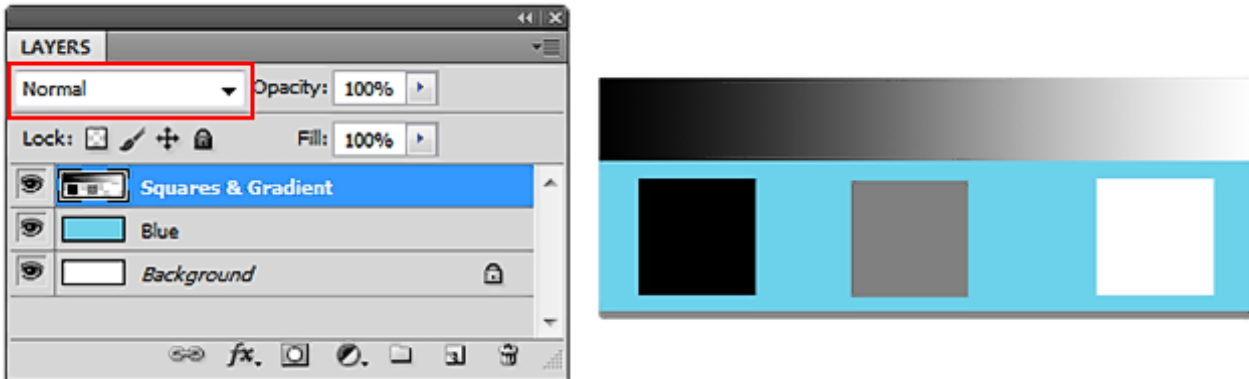 LAYERS
Normal Opacity: 100%
Lock: Fill: 100%
Squares & Gradient
Blue
Background
fx.